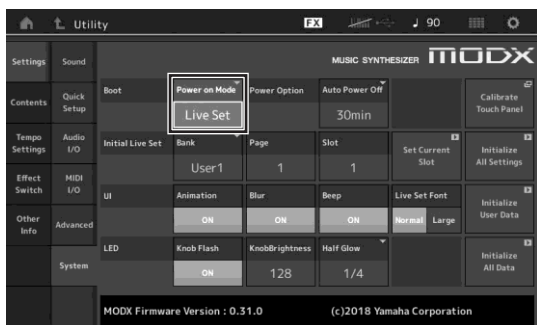 Utility FX 90
MUSIC SYNTHESIZER MODX
Settings Sound
Boot Power on Mode Power Option Auto Power Off Calibrate Touch Panel
Live Set 30min
Contents Quick Setup
Tempo Settings Audio I/O
Initial Live Set Bank Page Slot Set Current Slot Initialize All Settings
User1 1 1
Effect Switch MIDI I/O
UI Animation Blur Beep Live Set Font Initialize User Data
ON ON ON Normal Large
Other Info Advanced
LED Knob Flash KnobBrightness Half Glow Initialize All Data
System
ON 128 1/4
MODX Firmware Version : 0.31.0 (c)2018 Yamaha Corporation